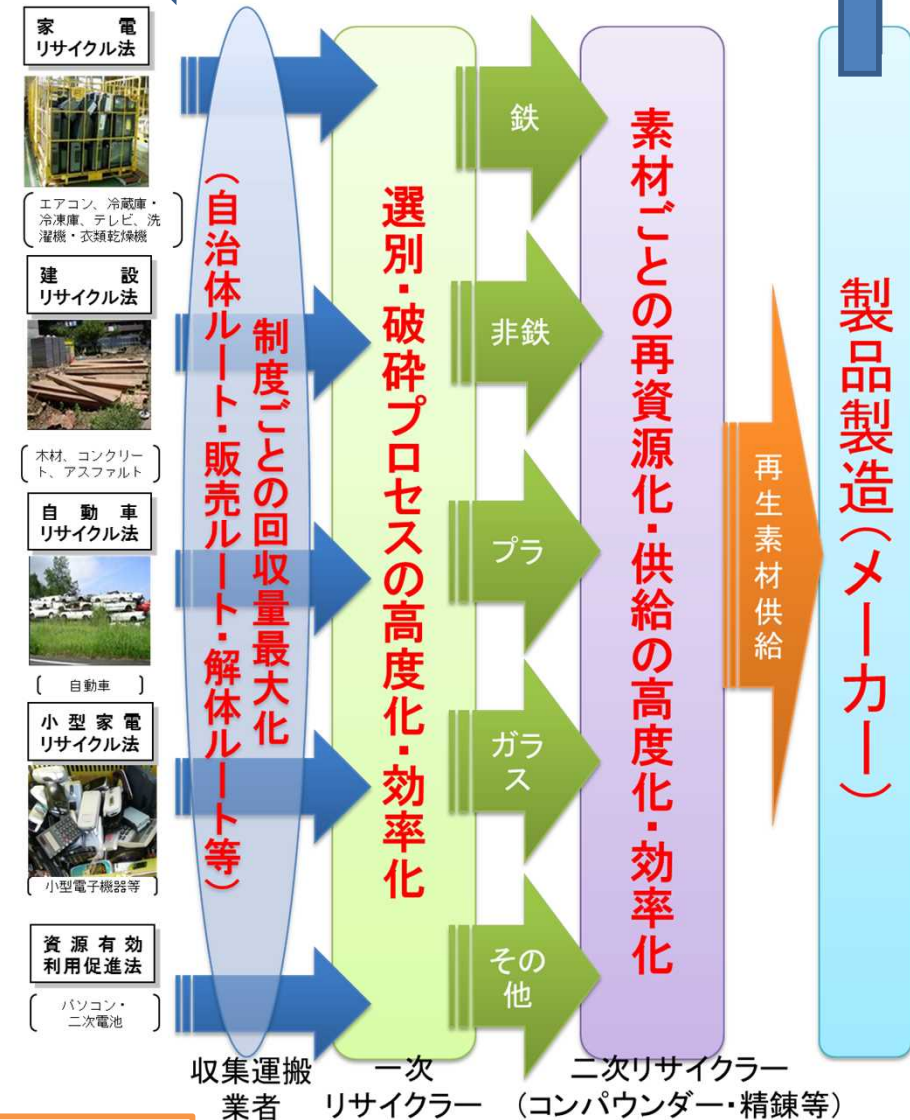 家　　電
リサイクル法
エアコン、冷蔵庫・
冷凍庫、テレビ、洗
濯機・衣類乾燥機
建　　設
リサイクル法
木材、コンクリー
ト、アスファルト
自　動　車
リサイクル法
自動車
小 型 家 電
リサイクル法
小型電子機器等
資 源 有 効
利用促進法
パソコン・
二次電池
制度ごとの回収量最大化
（自治体ルート・販売ルート・解体ルート等）
収集運搬
業者
選別・破砕プロセスの高度化・効率化
一次
リサイクラー
鉄
非鉄
プラ
ガラ
ス
その
他
素材ごとの再資源化・供給の高度化・効率化
二次リサイクラー
（コンパウンダー・精錬等）
再生素材供給
製品製造（メーカー）